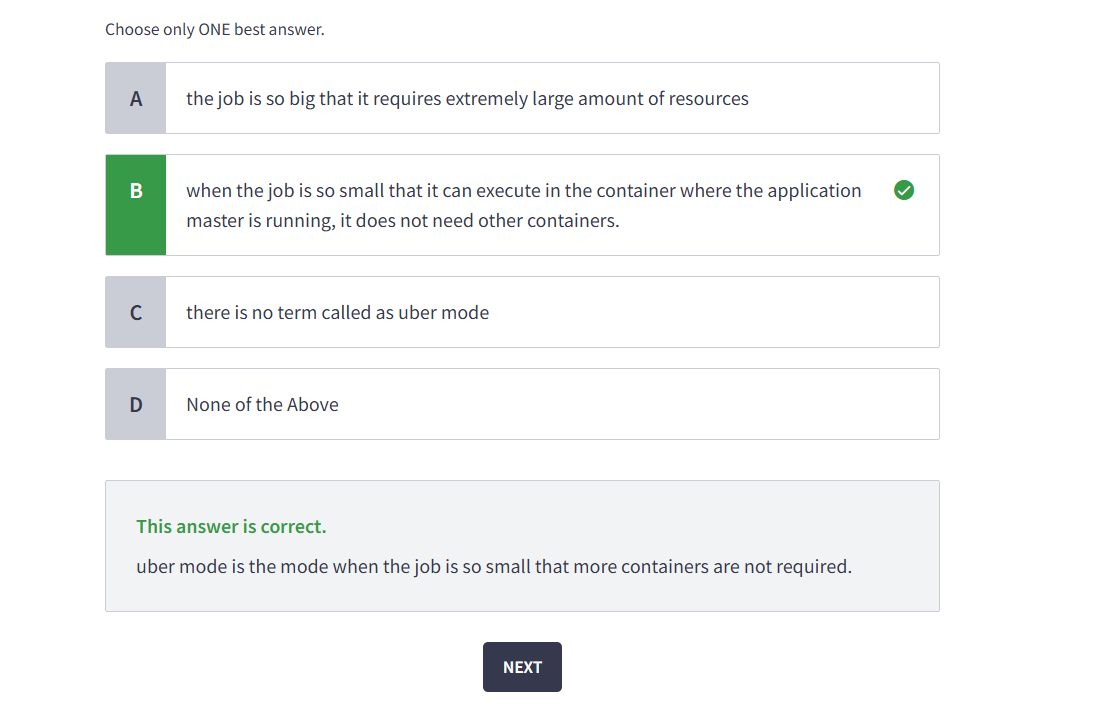 Choose only ONE best answer.
A
the job is so big that it requires extremely large amount of resources
B
when the job is so small that it can execute in the container where the application
master is running, it does not need other containers.
C
there is no term called as uber mode
D
None of the Above
This answer is correct.
uber mode is the mode when the job is so small that more containers are not required.
NEXT